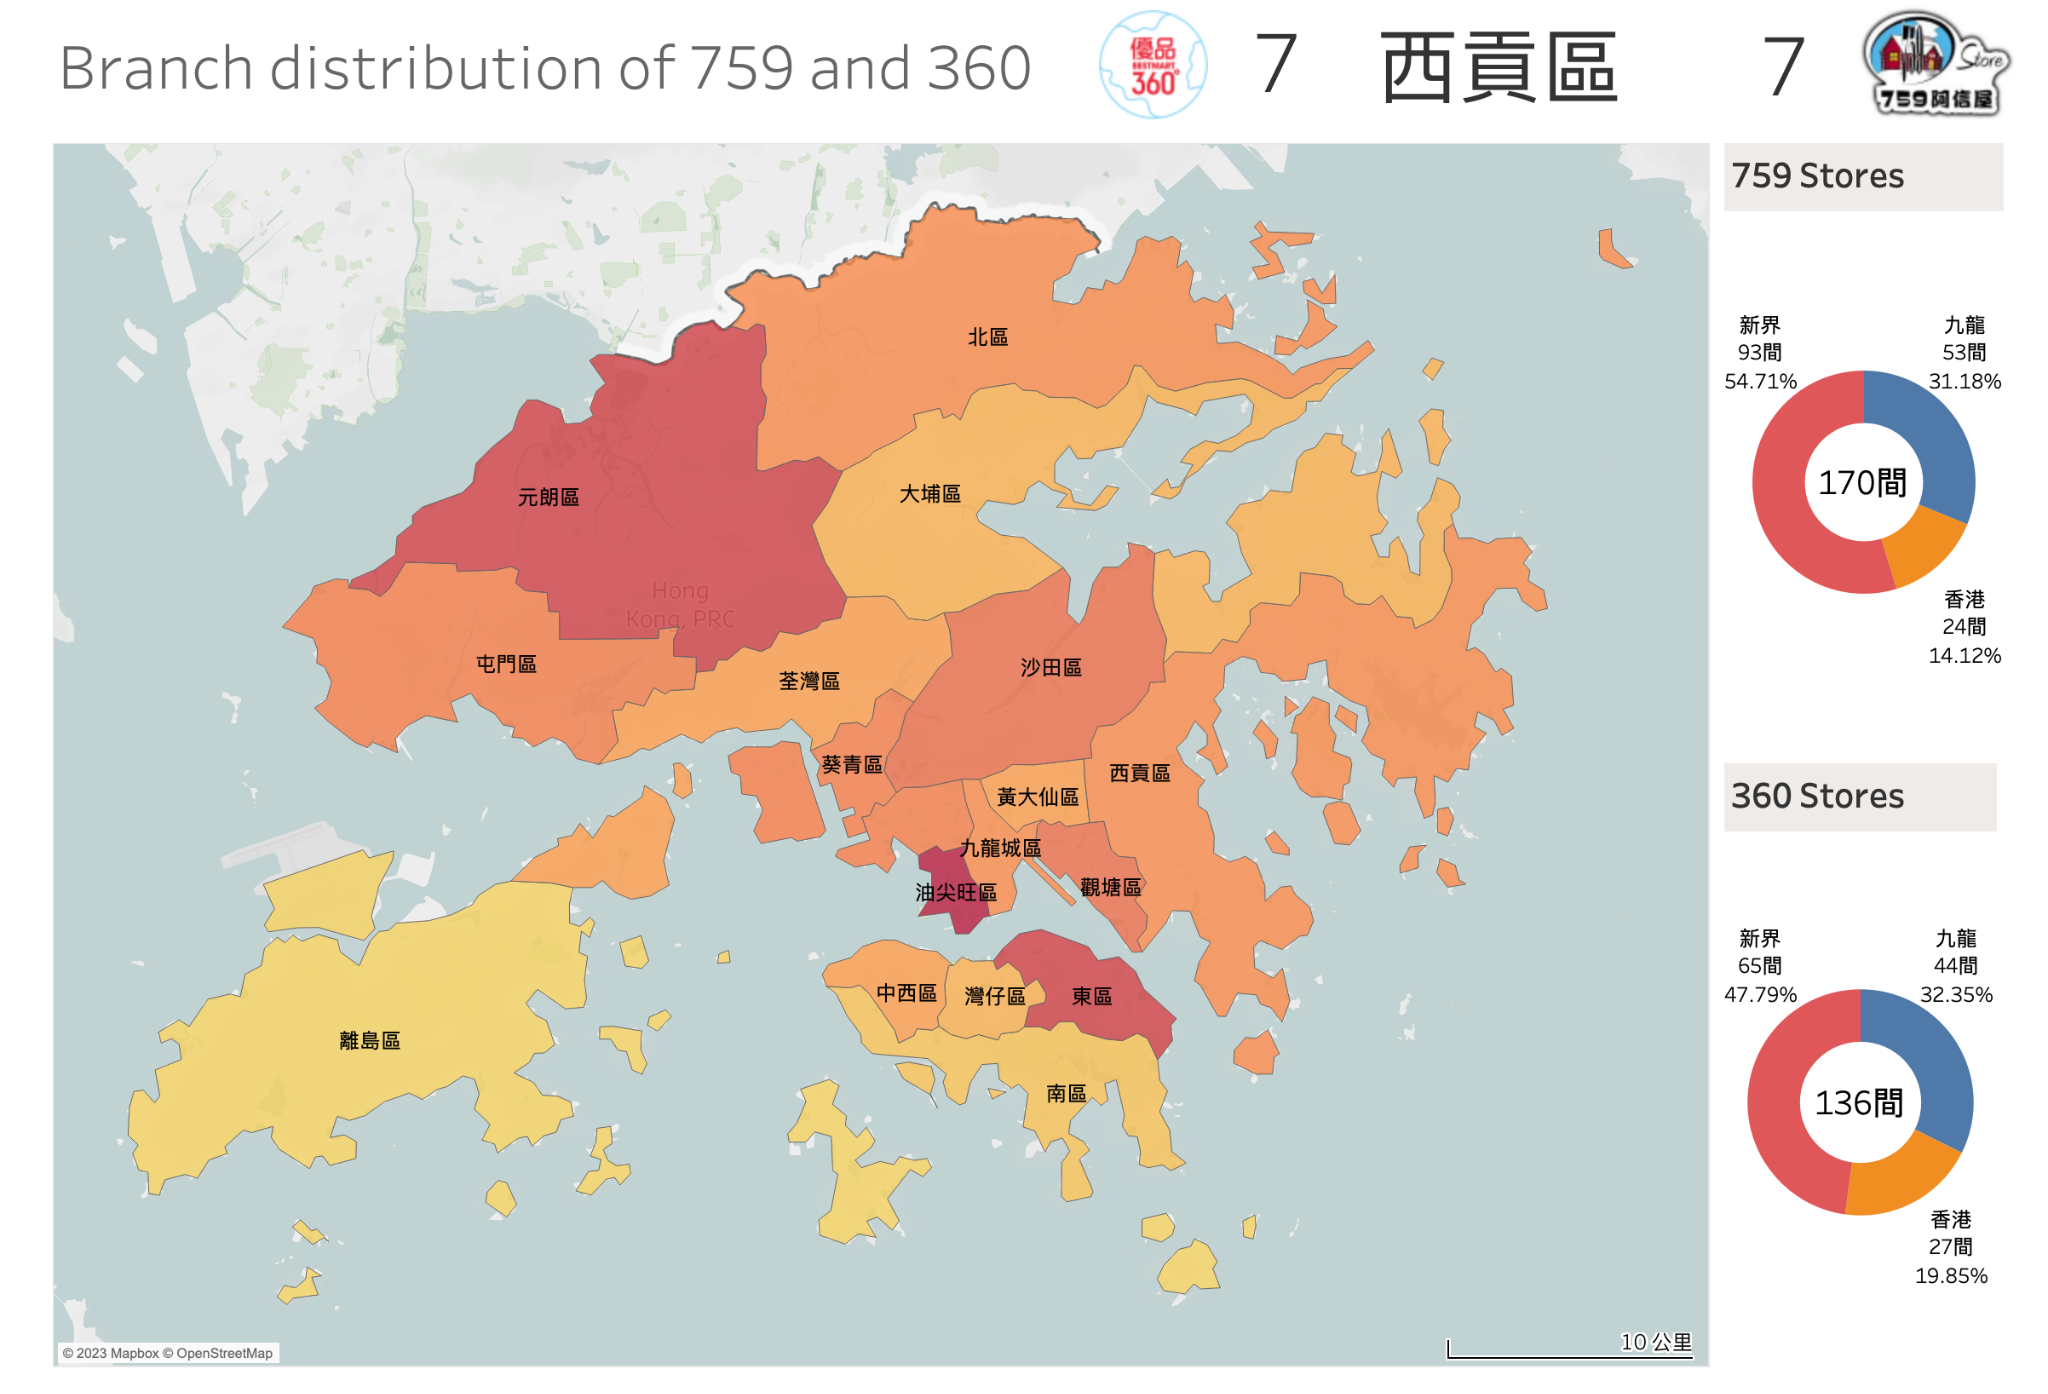 Branch distribution of 759 and 360
優品
BESTMART
360°
7
西貢區
7
Store
759阿信屋
759 Stores
新界
93間
54.71%
九龍
53間
31.18%
170間
香港
24間
14.12%
360 Stores
新界
65間
47.79%
九龍
44間
32.35%
136間
香港
27間
19.85%
北區
元朗區
大埔區
Hong
Kong, PRC
屯門區
荃灣區
沙田區
葵青區
西貢區
黃大仙區
九龍城區
觀塘區
油尖旺區
中西區
灣仔區
東區
離島區
南區
10 公里
© 2023 Mapbox © OpenStreetMap